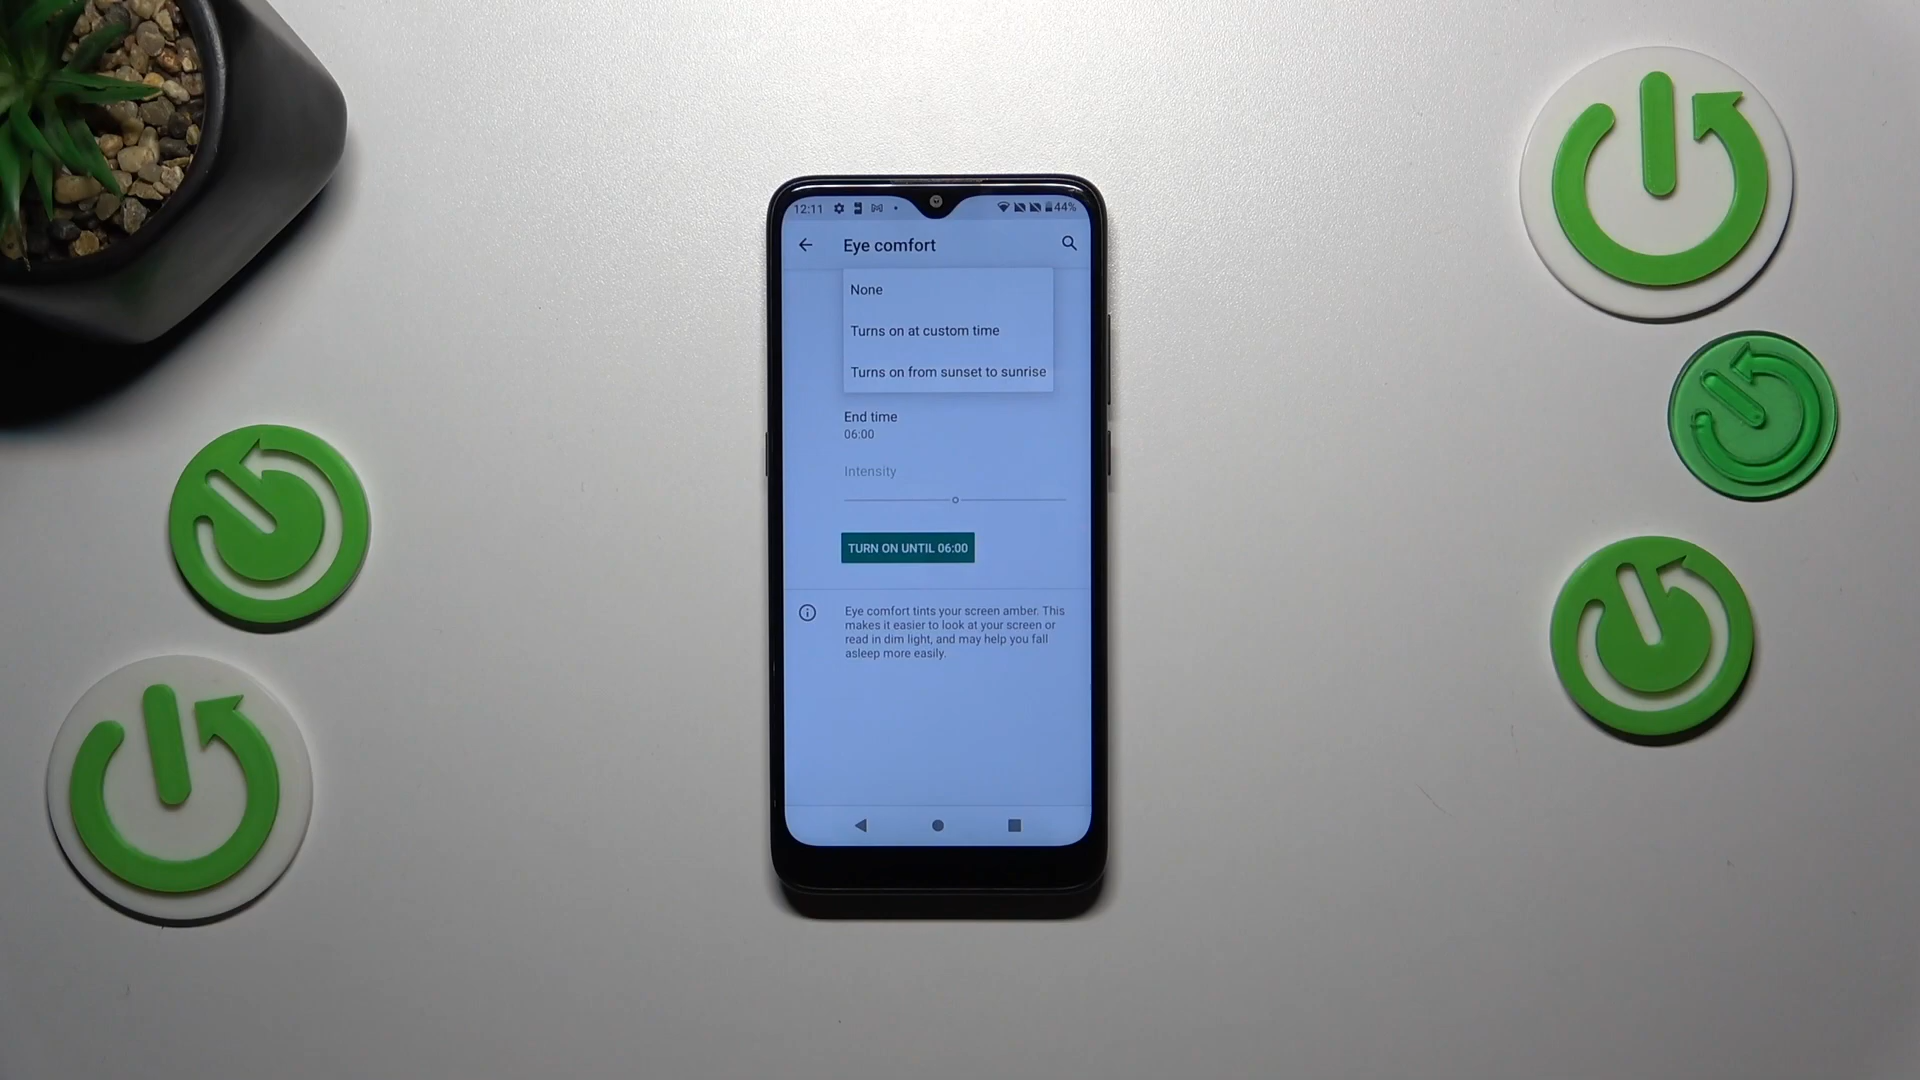 12:11
44%
Eye comfort
None
Turns on at custom time
Turns on from sunset to sunrise
End time
06:00
Intensity
TURN ON UNTIL 06:00
Eye comfort tints your screen amber. This
makes it easier to look at your screen or
read in dim light, and may help you fall
asleep more easily.